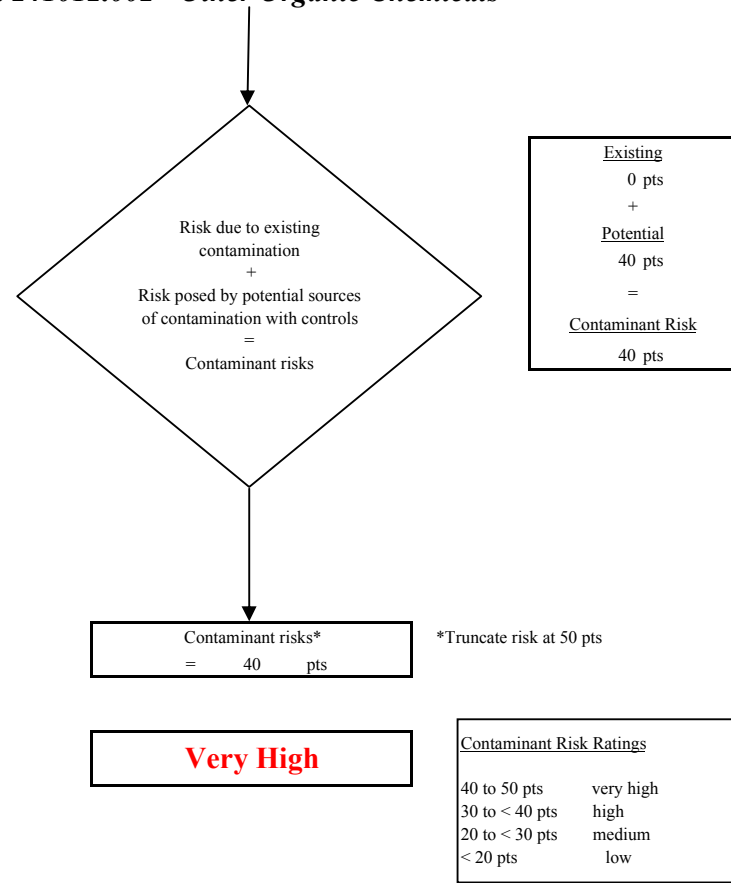 Other Organic Chemicals
Risk due to existing
contamination
+
Risk posed by potential sources
of contamination with controls
=
Contaminant risks
Existing
0 pts
+
Potential
40 pts
=
Contaminant Risk
40 pts
Contaminant risks*
= 40 pts
*Truncate risk at 50 pts
Very High
Contaminant Risk Ratings
40 to 50 pts very high
30 to < 40 pts high
20 to < 30 pts medium
< 20 pts low